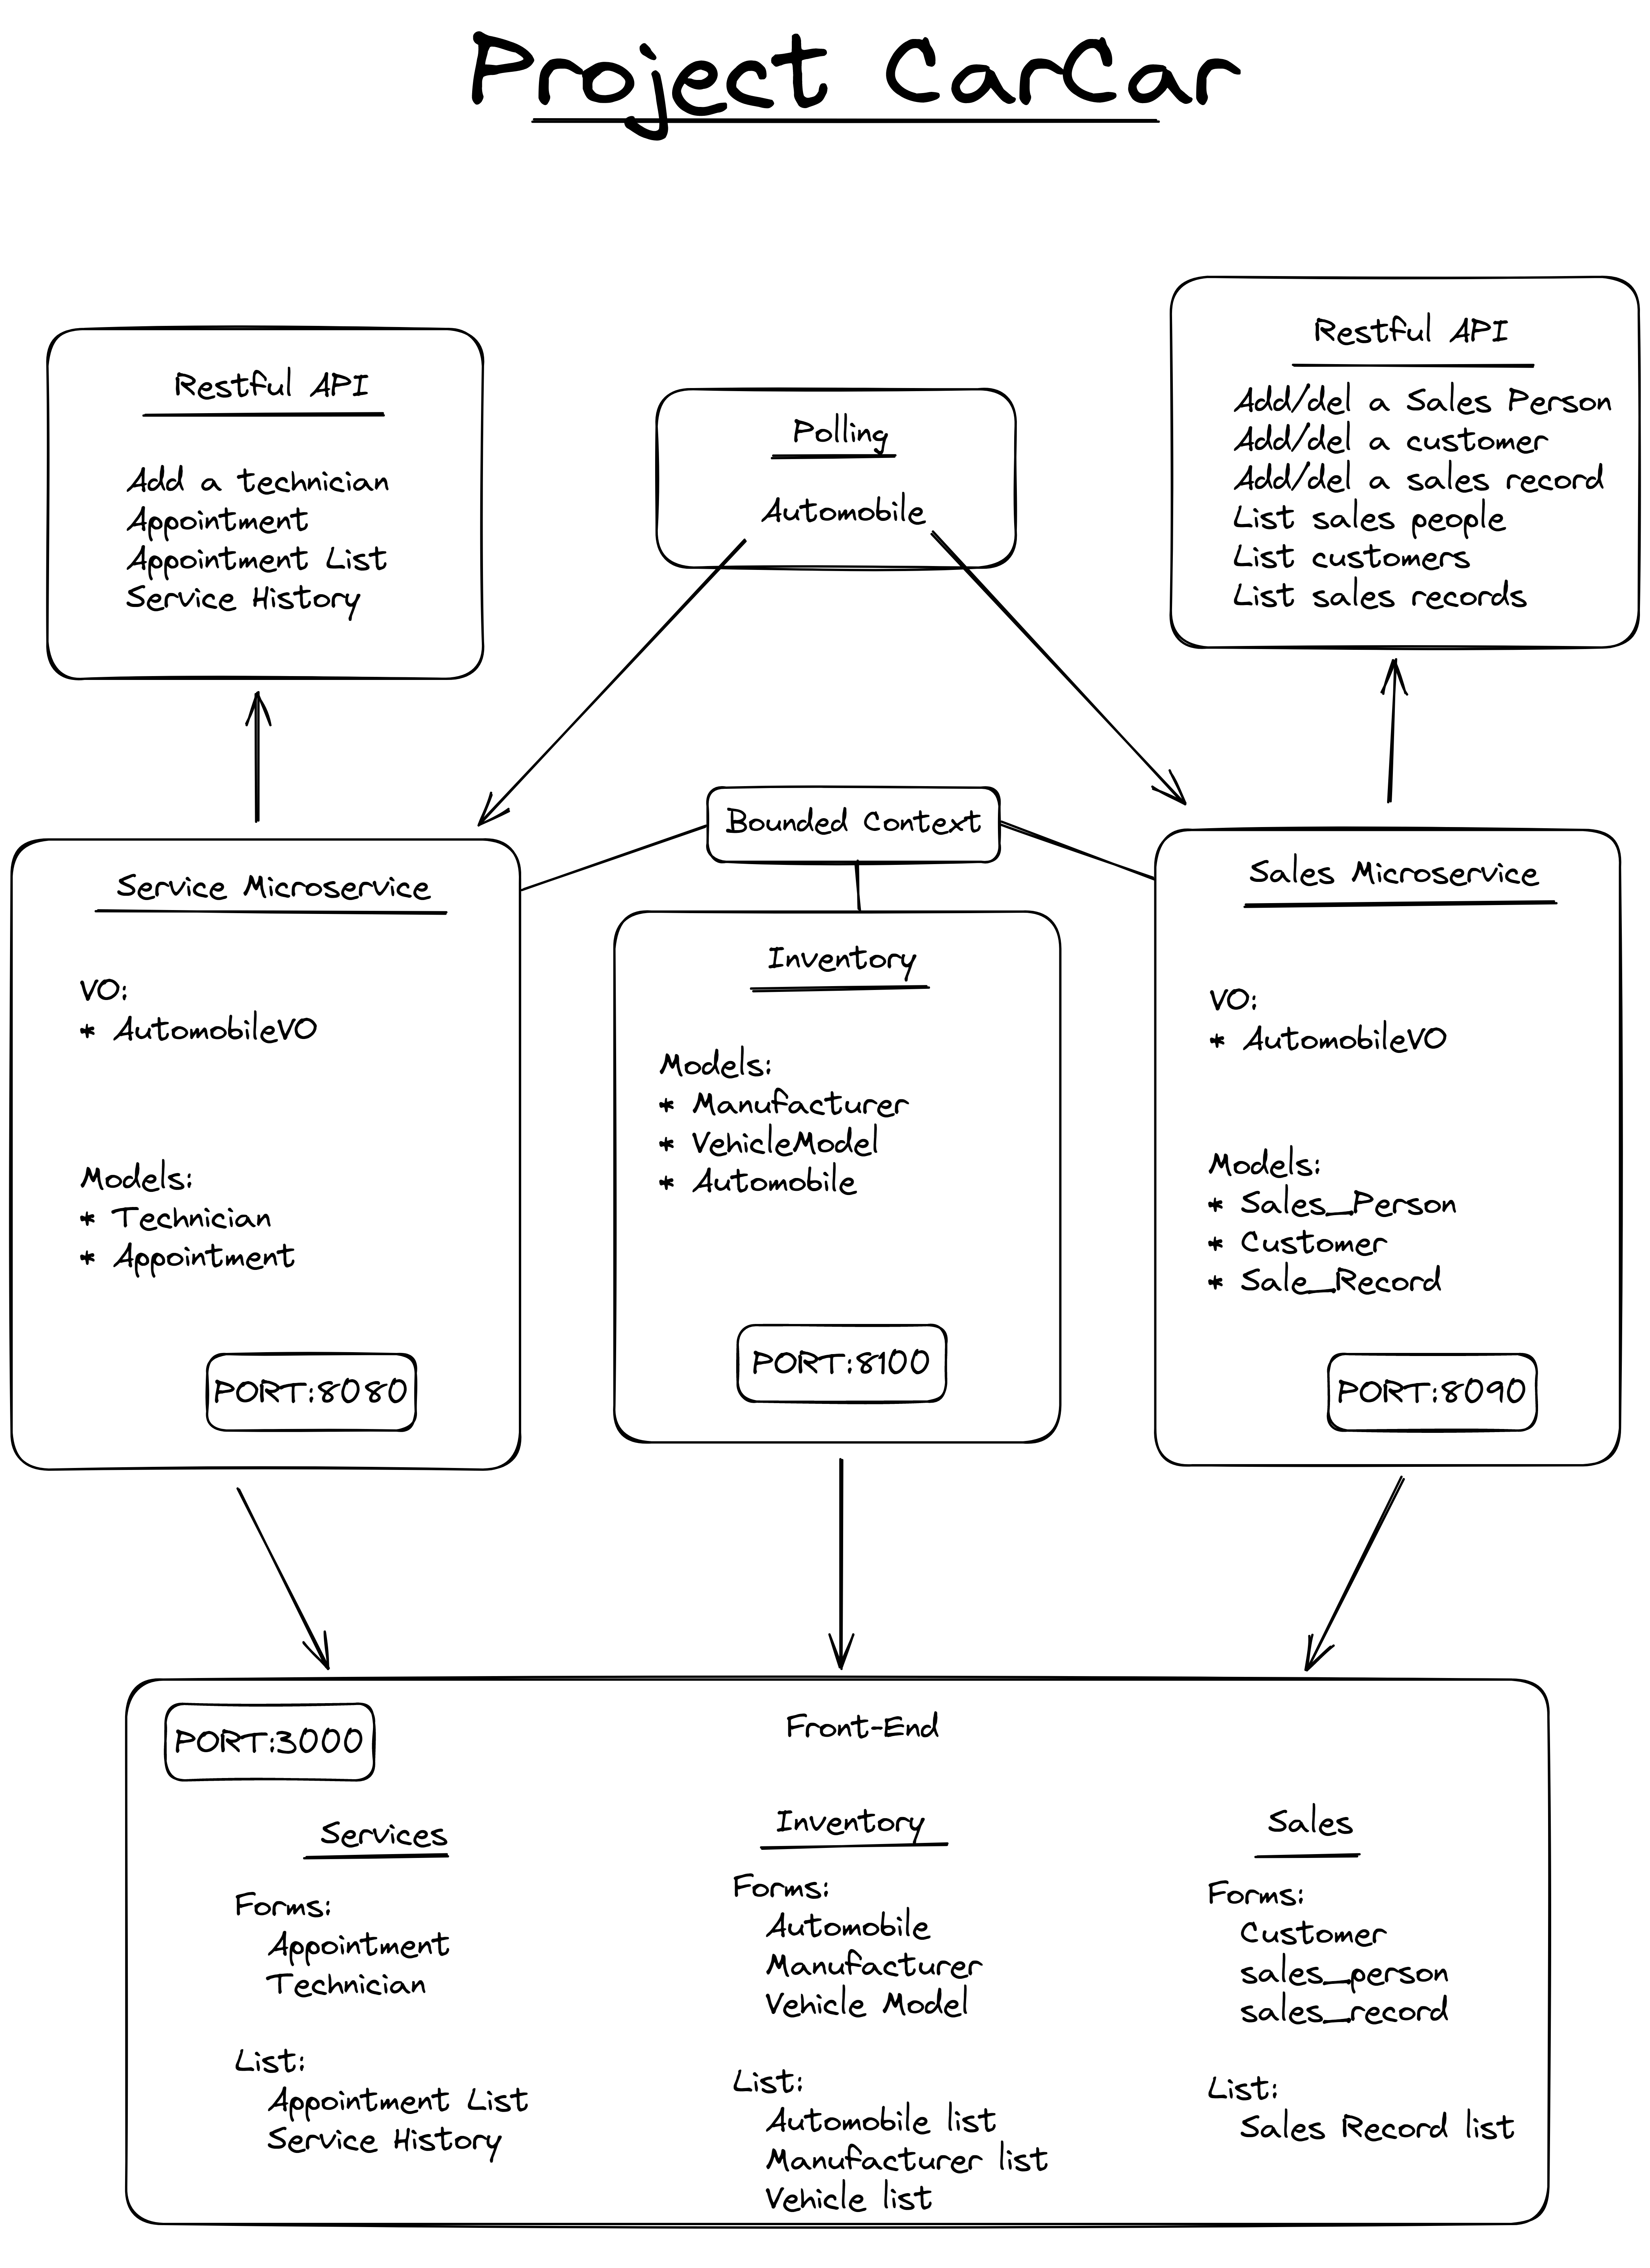 Project CarCar
Restful API
Add a technician
Appointment
Appointment List
Service History
Polling
Automobile
Restful API
Add/del a Sales Person
Add/del a customer
Add/del a sales record
List sales people
List customers
List sales records
Bounded Context
Service Microservice
VO:
* AutomobileVO
Models:
* Technician
* Appointment
PORT:8080
Inventory
Models:
* Manufacturer
* VehicleModel
* Automobile
PORT:8100
Sales Microservice
VO:
* AutomobileVO
Models:
* Sales_Person
* Customer
* Sale_Record
PORT:8090
PORT:3000
Front-End
Services
Forms:
Appointment
Technician
List:
Appointment List
Service History
Inventory
Forms:
Automobile
Manufacturer
Vehicle Model
List:
Automobile list
Manufacturer list
Vehicle list
Sales
Forms:
Customer
sales_person
sales_record
List:
Sales Record list